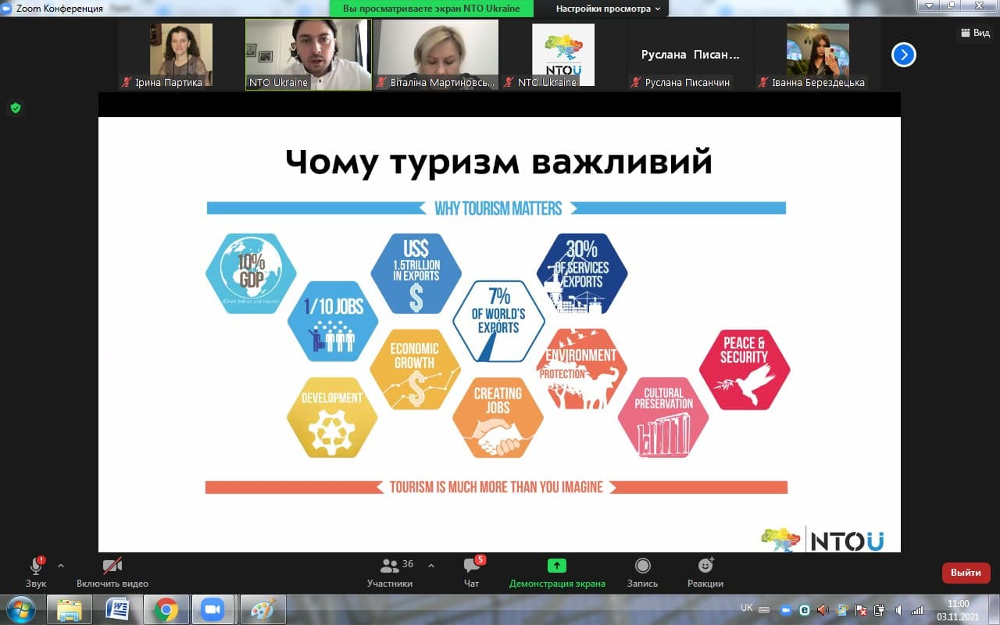 Zoom Конференция
Вы просматриваете экран NTO Ukraine
Настройки просмотра
Вид
NTOU
Руслана Писан...
Ірина Партика
NTO Ukraine
Віталіна Мартиновсь...
NTO Ukraine
Руслана Писанчин
Іванна Берездецька
Чому туризм важливий
WHY TOURISM MATTERS
10%
GDP
1/10 JOBS
US$
1.5TRILLION
IN EXPORTS
7%
OF WORLD'S
EXPORTS
30%
OF SERVICES
EXPORTS
DEVELOPMENT
ECONOMIC
GROWTH
CREATING
JOBS
ENVIRONMENT
PROTECTION
CULTURAL
PRESERVATION
PEACE &
SECURITY
TOURISM IS MUCH MORE THAN YOU IMAGINE
NTOU
Звук
Включить видео
Участники
36
Чат
5
Демонстрация экрана
Запись
Реакции
Выйти
UK
11:00
03.11.2021